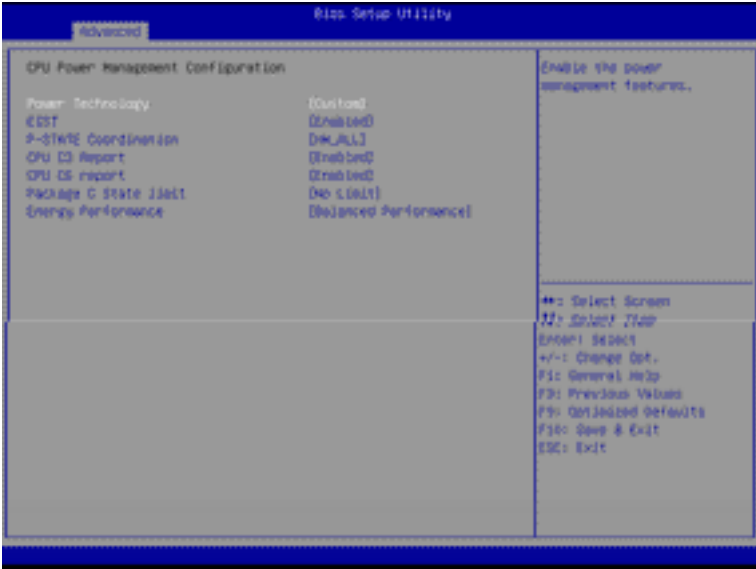 Bios Setup Utility
Advanced
CPU Power Management Configuration
Power Technology [Custom]
EIST [Enabled]
P-STATE Coordination [HW_ALL]
CPU C3 Report [Enabled]
CPU C6 report [Enabled]
Package C State limit [No Limit]
Energy Performance [Balanced Performance]
Enable the power
management features.
: Select Screen
: Select Item
Enter: Select
+/-: Change Opt.
F1: General Help
F3: Previous Values
F9: Optimized Defaults
F10: Save & Exit
ESC: Exit